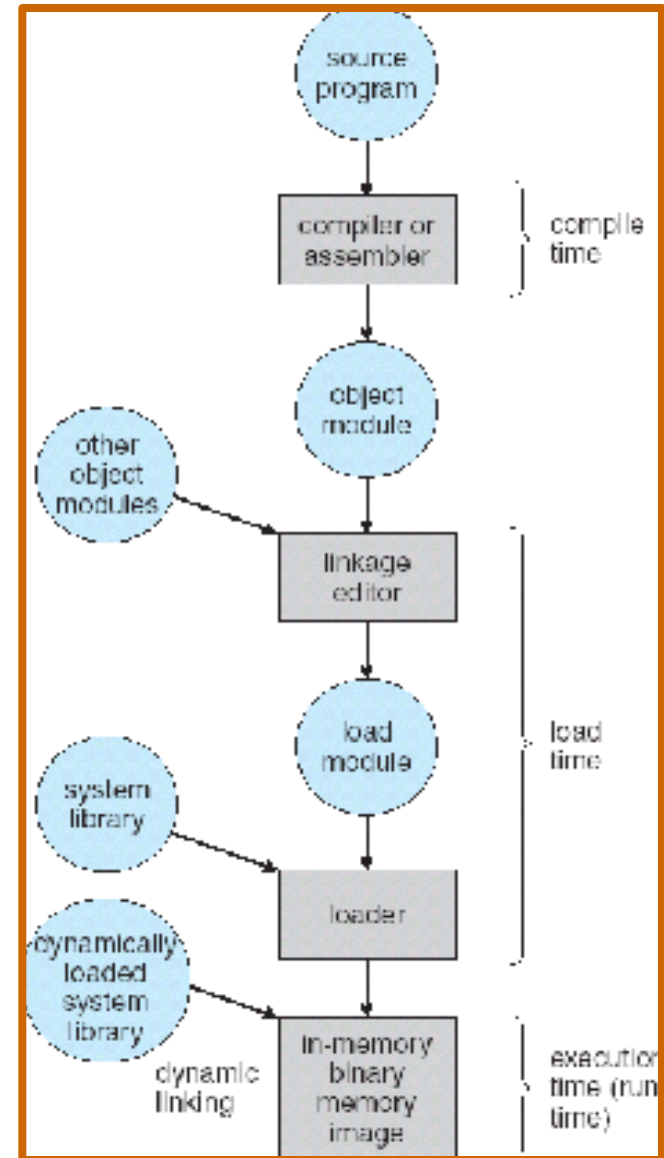 source
program
compiler or
assembler
compile
time
object
module
other
object
modules
linkage
editor
load
module
load
time
system
library
loader
dynamically
loaded
system
library
dynamic
linking
in-memory
binary
memory
image
execution
time (run
time)